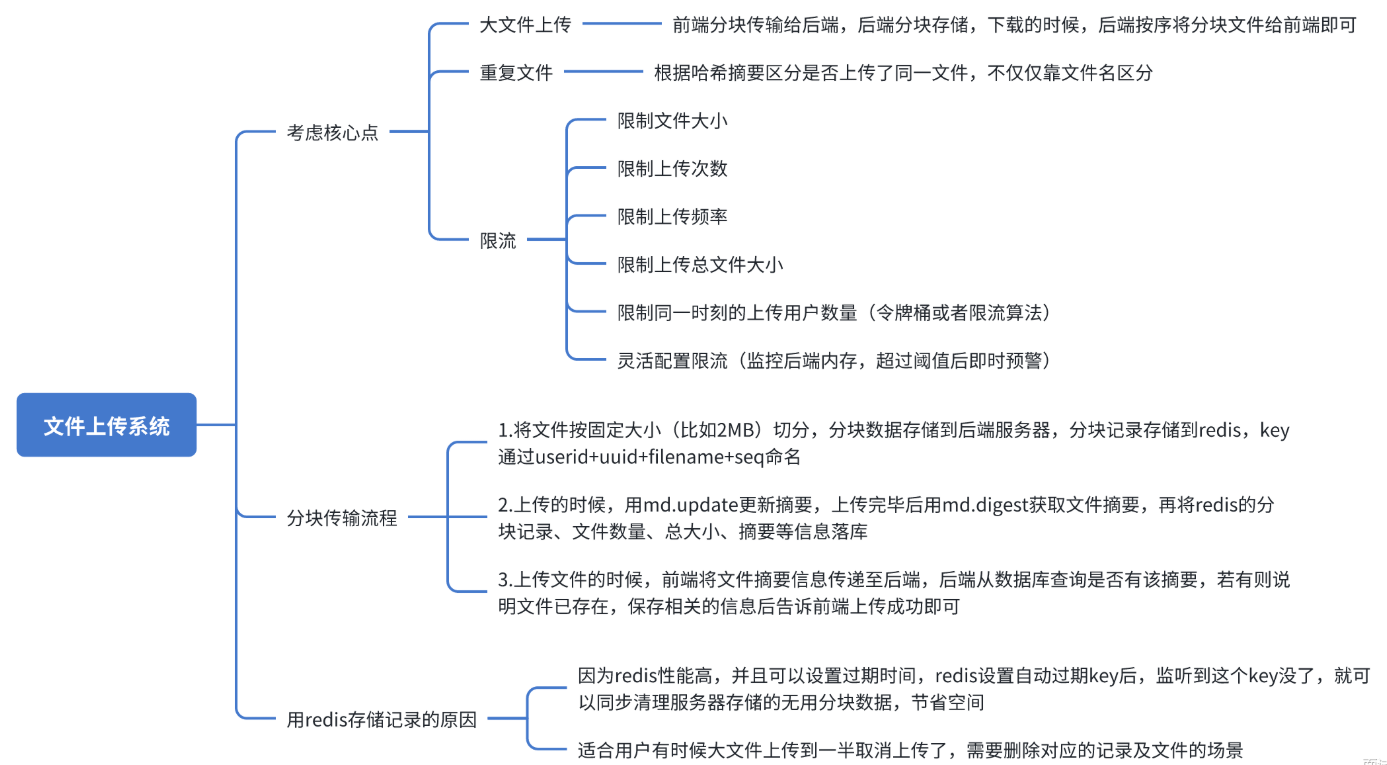 文件上传系统
考虑核心点
大文件上传
前端分块传输给后端，后端分块存储，下载的时候，后端按序将分块文件给前端即可
重复文件
根据哈希摘要区分是否上传了同一文件，不仅仅靠文件名区分
限流
限制文件大小
限制上传次数
限制上传频率
限制上传总文件大小
限制同一时刻的上传用户数量（令牌桶或者限流算法）
灵活配置限流（监控后端内存，超过阈值后即时预警）
分块传输流程
1.将文件按固定大小（比如2MB）切分，分块数据存储到后端服务器，分块记录存储到redis，key
通过userid+uuid+filename+seq命名
2.上传的时候，用md.update更新摘要，上传完毕后用md.digest获取文件摘要，再将redis的分
块记录、文件数量、总大小、摘要等信息落库
3.上传文件的时候，前端将文件摘要信息传递至后端，后端从数据库查询是否有该摘要，若有则说
明文件已存在，保存相关的信息后告诉前端上传成功即可
用redis存储记录的原因
因为redis性能高，并且可以设置过期时间，redis设置自动过期key后，监听到这个key没了，就可
以同步清理服务器存储的无用分块数据，节省空间
适合用户有时候大文件上传到一半取消上传了，需要删除对应的记录及文件的场景